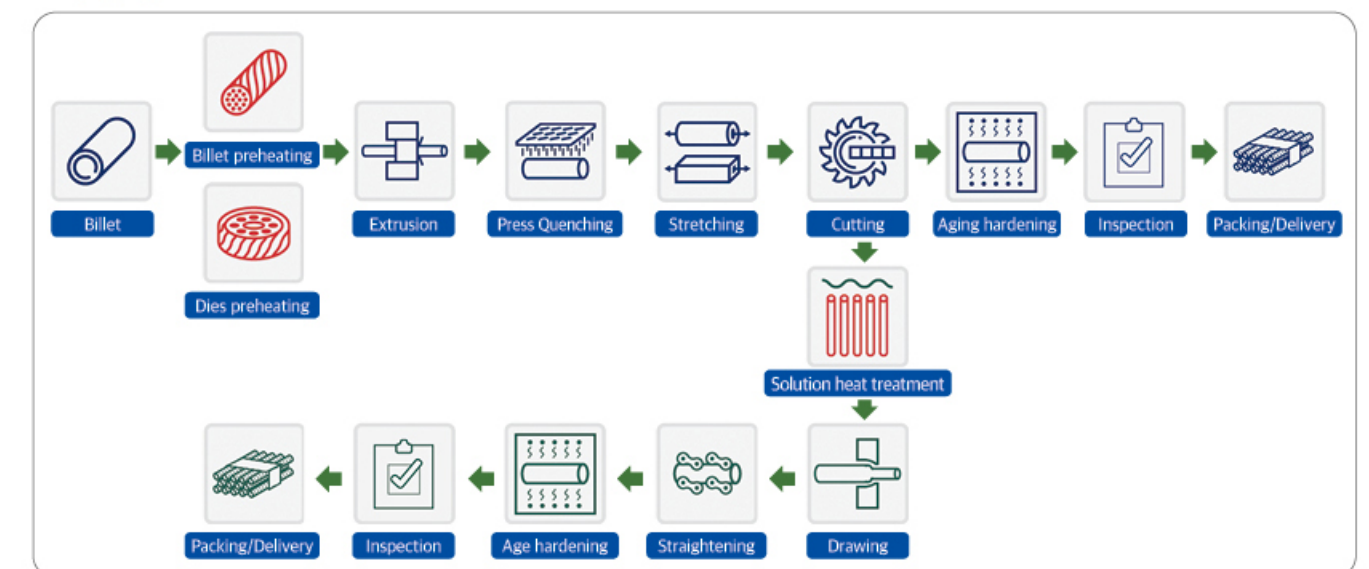 Billet
Billet preheating
Dies preheating
Extrusion
Press Quenching
Stretching
Cutting
Aging hardening
Inspection
Packing/Delivery
Solution heat treatment
Drawing
Straightening
Age hardening
Inspection
Packing/Delivery